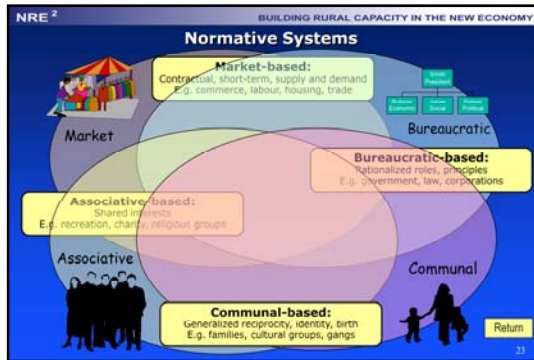 NRE 2
BUILDING RURAL CAPACITY IN THE NEW ECONOMY
Normative Systems
Market-based:
Contractual, short-term, supply and demand
E.g. commerce, labour, housing, trade
Market
Bureaucratic
Bureaucratic-based:
Rationalized roles, principles
E.g. government, law, corporations
Associative-based:
Shared interests
E.g. recreation, charity, religious groups
Associative
Communal
Communal-based:
Generalized reciprocity, identity, birth
E.g. families, cultural groups, gangs
Return
23